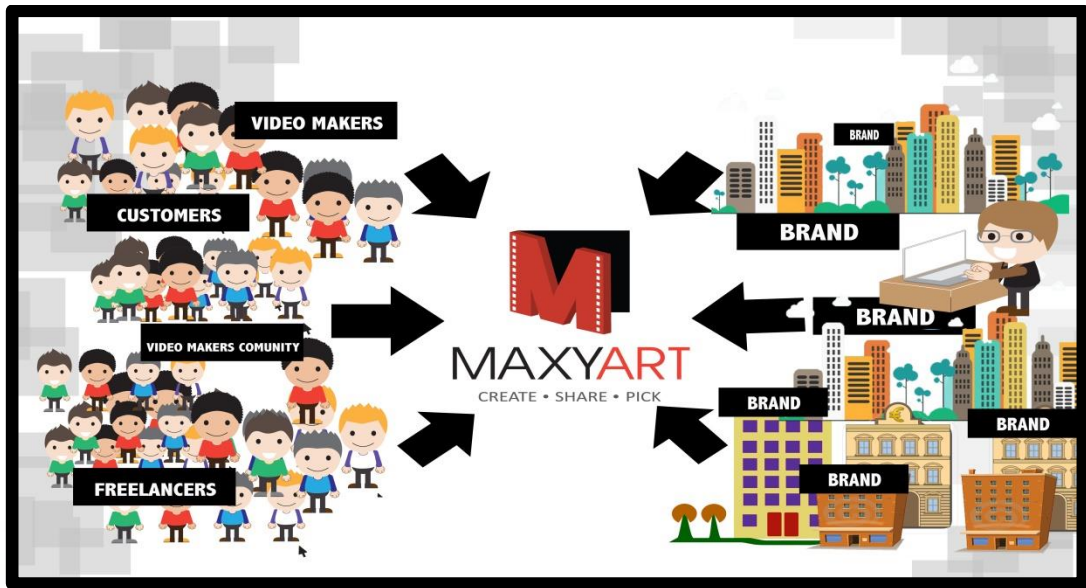 VIDEO MAKERS
CUSTOMERS
VIDEO MAKERS COMUNITY
FREELANCERS
M
MAXYART
CREATE • SHARE • PICK
BRAND
BRAND
BRAND
BRAND
BRAND
BRAND